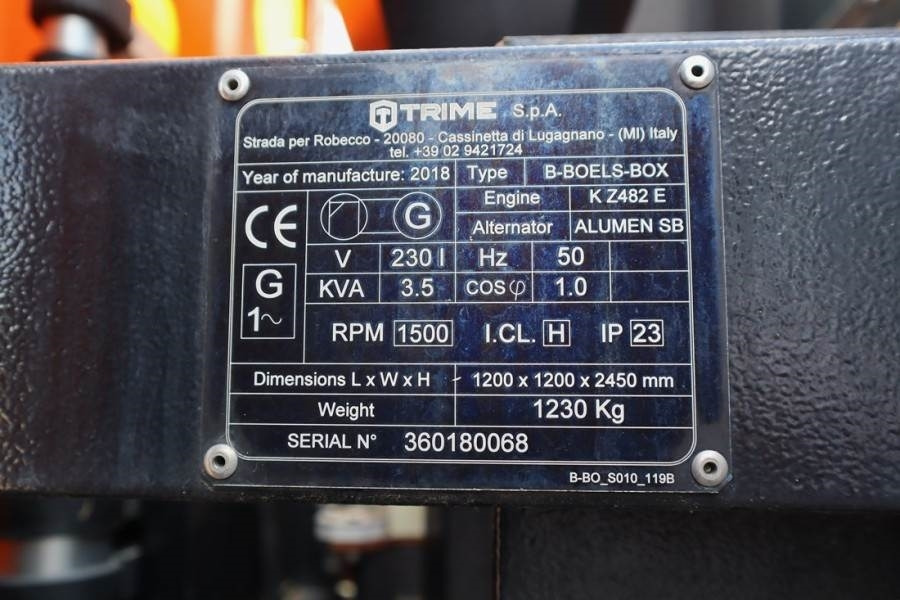 TRIME S.p.A.
Strada per Robecco - 20080 - Cassinetta di Lugagnano - (MI) Italy
tel. +39 02 9421724
Year of manufacture: 2018 Type B-BOELS-BOX
Engine K Z482 E
Alternator ALUMEN SB
CE G
V 230 I Hz 50
KVA 3.5 cos φ 1.0
G
1~
RPM 1500 I.CL. H IP 23
Dimensions L x W x H 1200 x 1200 x 2450 mm
Weight 1230 Kg
SERIAL N° 360180068
B-BO_S010_119B